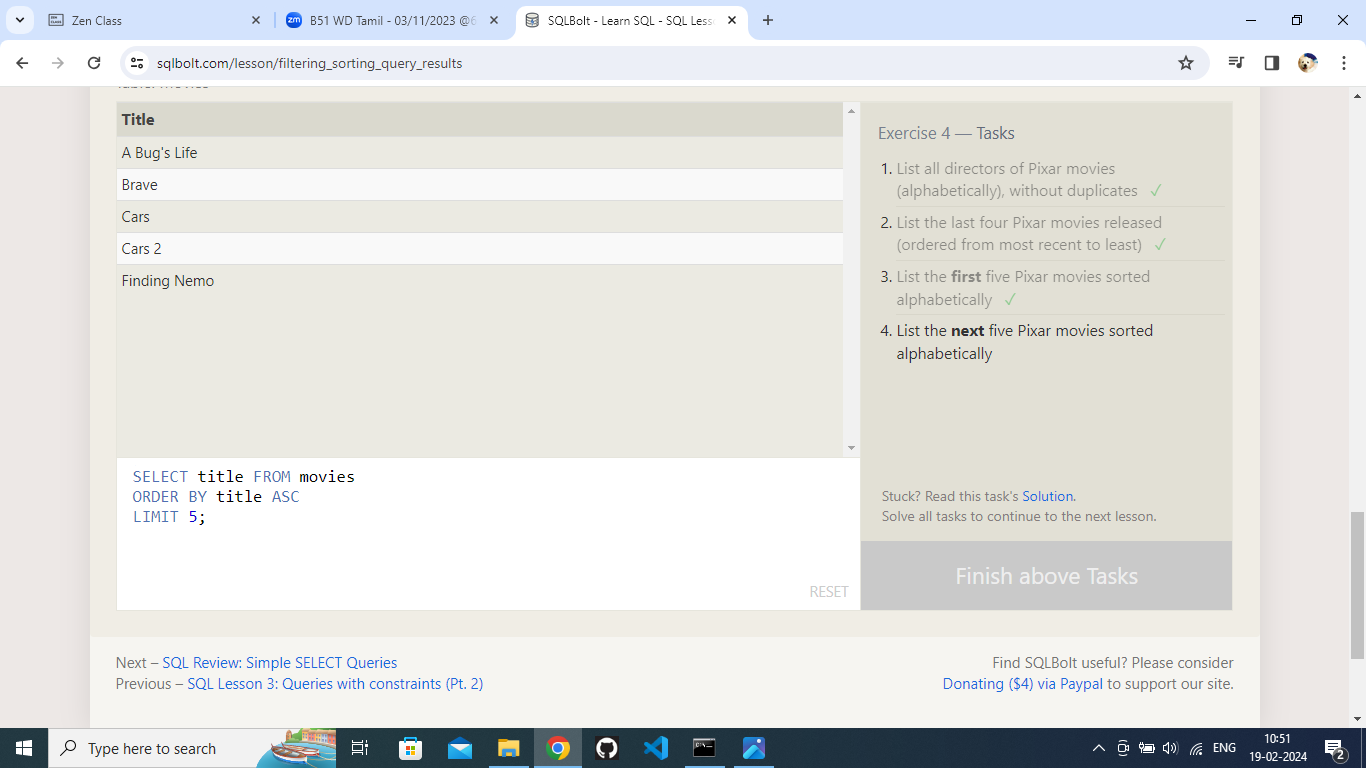 Zen Class
zm B51 WD Tamil - 03/11/2023 @6
SQLBolt - Learn SQL - SQL Less
sqlbolt.com/lesson/filtering_sorting_query_results
Title
A Bug's Life
Brave
Cars
Cars 2
Finding Nemo
SELECT title FROM movies
ORDER BY title ASC
LIMIT 5;
RESET
Exercise 4 — Tasks
1. List all directors of Pixar movies
(alphabetically), without duplicates ✓
2. List the last four Pixar movies released
(ordered from most recent to least) ✓
3. List the first five Pixar movies sorted
alphabetically ✓
4. List the next five Pixar movies sorted
alphabetically
Stuck? Read this task's Solution.
Solve all tasks to continue to the next lesson.
Finish above Tasks
Next – SQL Review: Simple SELECT Queries
Previous – SQL Lesson 3: Queries with constraints (Pt. 2)
Find SQLBolt useful? Please consider
Donating ($4) via Paypal to support our site.
Type here to search
ENG
10:51
19-02-2024
2